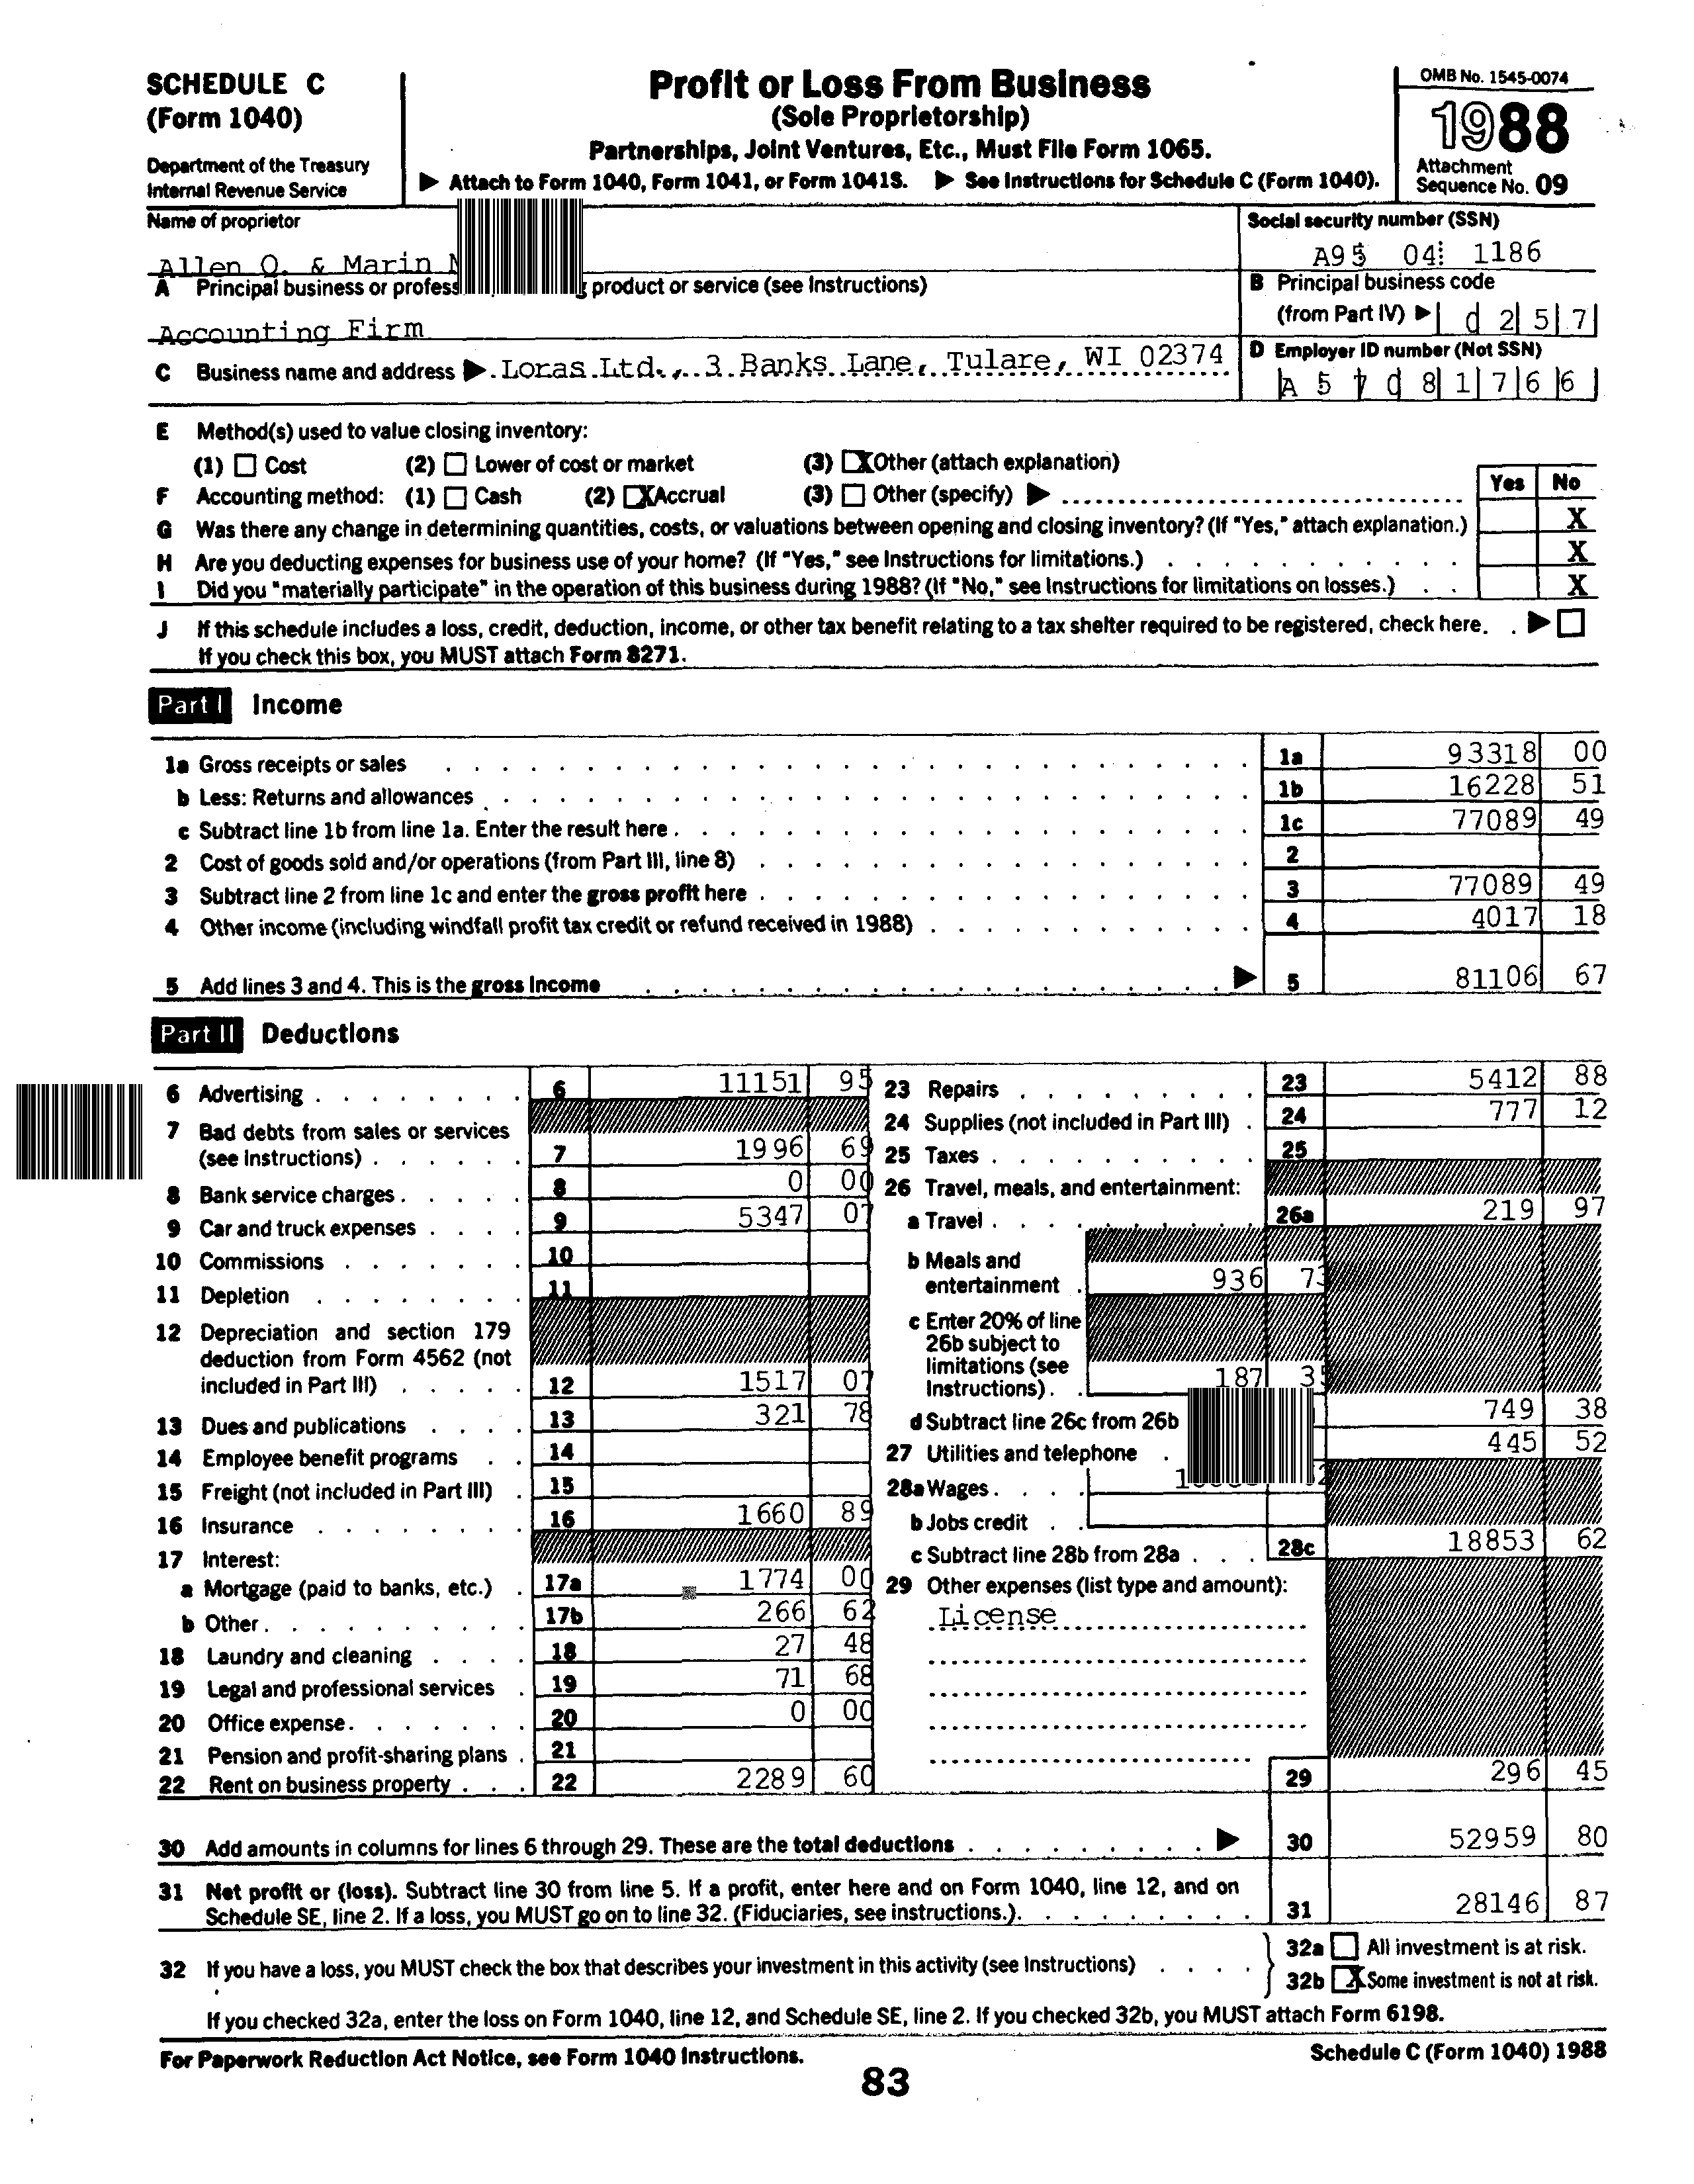 SCHEDULE C
(Form 1040)
Department of the Treasury
Internal Revenue Service
Profit or Loss From Business
(Sole Proprietorship)
Partnerships, Joint Ventures, Etc., Must File Form 1065.
▶ Attach to Form 1040, Form 1041, or Form 1041S. ▶ See Instructions for Schedule C (Form 1040).
OMB No. 1545-0074
1988
Attachment
Sequence No. 09
Name of proprietor
Allen O. & Marin
Social security number (SSN)
A95 04 1186
A Principal business or product or service (see Instructions)
Accounting Firm
B Principal business code
(from Part IV) ▶ d 2 5 7
C Business name and address ▶ Loras Ltd., 3 Banks Lane, Tulare, WI 02374
D Employer ID number (Not SSN)
A 5 7 0 8 1 7 6 6
E Method(s) used to value closing inventory:
(1) ☐ Cost (2) ☐ Lower of cost or market (3) ☒ Other (attach explanation)
F Accounting method: (1) ☐ Cash (2) ☒ Accrual (3) ☐ Other (specify) ▶
Yes No
G Was there any change in determining quantities, costs, or valuations between opening and closing inventory? (If "Yes," attach explanation.) X
H Are you deducting expenses for business use of your home? (If "Yes," see Instructions for limitations.) X
I Did you "materially participate" in the operation of this business during 1988? (If "No," see Instructions for limitations on losses.) X
J If this schedule includes a loss, credit, deduction, income, or other tax benefit relating to a tax shelter required to be registered, check here. ▶ ☐
If you check this box, you MUST attach Form 8271.
Part I Income
1a Gross receipts or sales 1a 93318 00
b Less: Returns and allowances 1b 16228 51
c Subtract line 1b from line 1a. Enter the result here. 1c 77089 49
2 Cost of goods sold and/or operations (from Part III, line 8) 2
3 Subtract line 2 from line 1c and enter the gross profit here 3 77089 49
4 Other income (including windfall profit tax credit or refund received in 1988) 4 4017 18
5 Add lines 3 and 4. This is the gross income ▶ 5 81106 67
Part II Deductions
6 Advertising 6 11151 95
7 Bad debts from sales or services
(see Instructions) 7 1996 69
8 Bank service charges 8 0 00
9 Car and truck expenses 9 5347 07
10 Commissions 10
11 Depletion 11
12 Depreciation and section 179
deduction from Form 4562 (not
included in Part III) 12 1517 07
13 Dues and publications 13 321 78
14 Employee benefit programs 14
15 Freight (not included in Part III) 15
16 Insurance 16 1660 89
17 Interest:
a Mortgage (paid to banks, etc.) 17a 1774 00
b Other 17b 266 62
18 Laundry and cleaning 18 27 48
19 Legal and professional services 19 71 68
20 Office expense 20 0 00
21 Pension and profit-sharing plans 21
22 Rent on business property 22 2289 60
23 Repairs 23 5412 88
24 Supplies (not included in Part III) 24 777 12
25 Taxes 25
26 Travel, meals, and entertainment:
a Travel 26a 219 97
b Meals and
entertainment 936 73
c Enter 20% of line
26b subject to
limitations (see
Instructions). 187 35
d Subtract line 26c from 26b 749 38
27 Utilities and telephone 445 52
28a Wages
b Jobs credit
c Subtract line 28b from 28a 28c 18853 62
29 Other expenses (list type and amount):
License
29 296 45
30 Add amounts in columns for lines 6 through 29. These are the total deductions ▶ 30 52959 80
31 Net profit or (loss). Subtract line 30 from line 5. If a profit, enter here and on Form 1040, line 12, and on
Schedule SE, line 2. If a loss, you MUST go on to line 32. (Fiduciaries, see instructions.) 31 28146 87
32 If you have a loss, you MUST check the box that describes your investment in this activity (see Instructions)
32a ☐ All investment is at risk.
32b ☒ Some investment is not at risk.
If you checked 32a, enter the loss on Form 1040, line 12, and Schedule SE, line 2. If you checked 32b, you MUST attach Form 6198.
For Paperwork Reduction Act Notice, see Form 1040 Instructions.
Schedule C (Form 1040) 1988
83